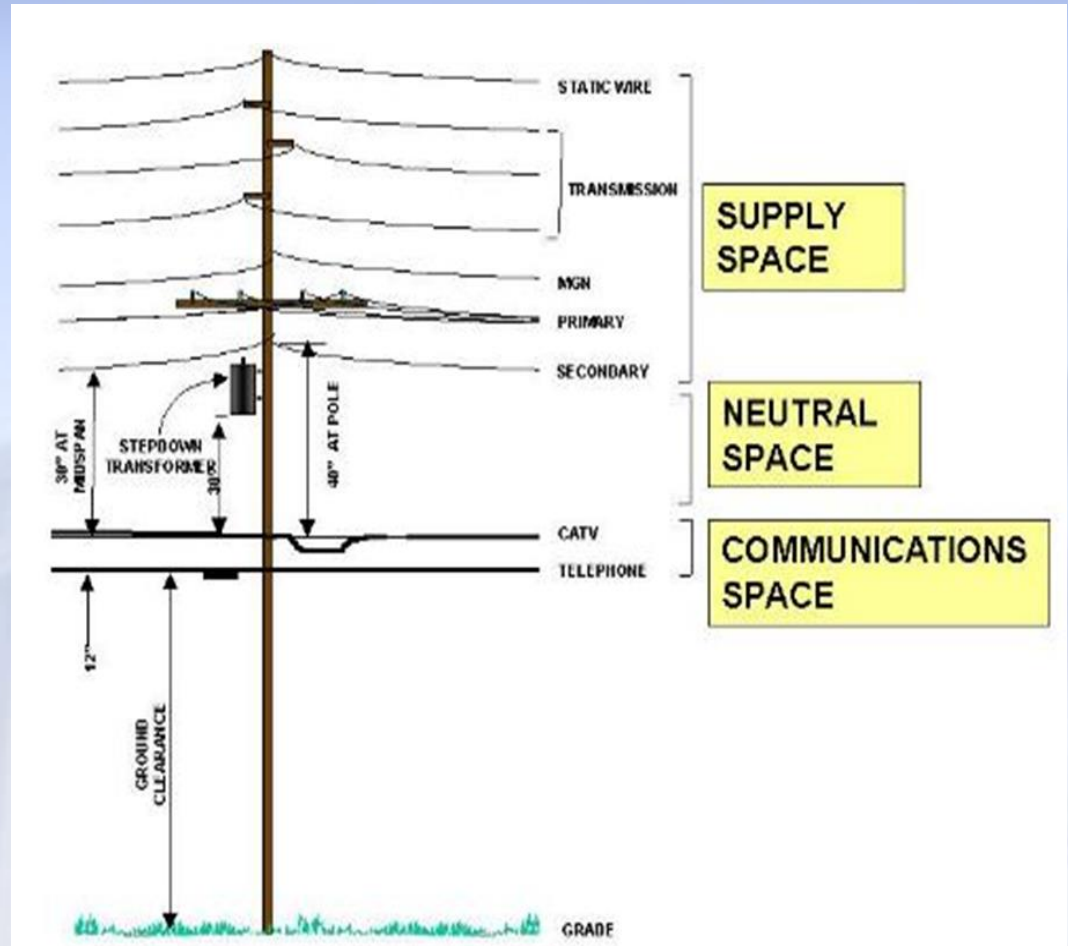 STATIC WIRE
TRANSMISSION
SUPPLY
SPACE
MGN
PRIMARY
SECONDARY
NEUTRAL
SPACE
STEPDOWN
TRANSFORMER
30" AT
MIDSPAN
30"
40" AT POLE
CATV
COMMUNICATIONS
SPACE
TELEPHONE
12"
GROUND
CLEARANCE
GRADE